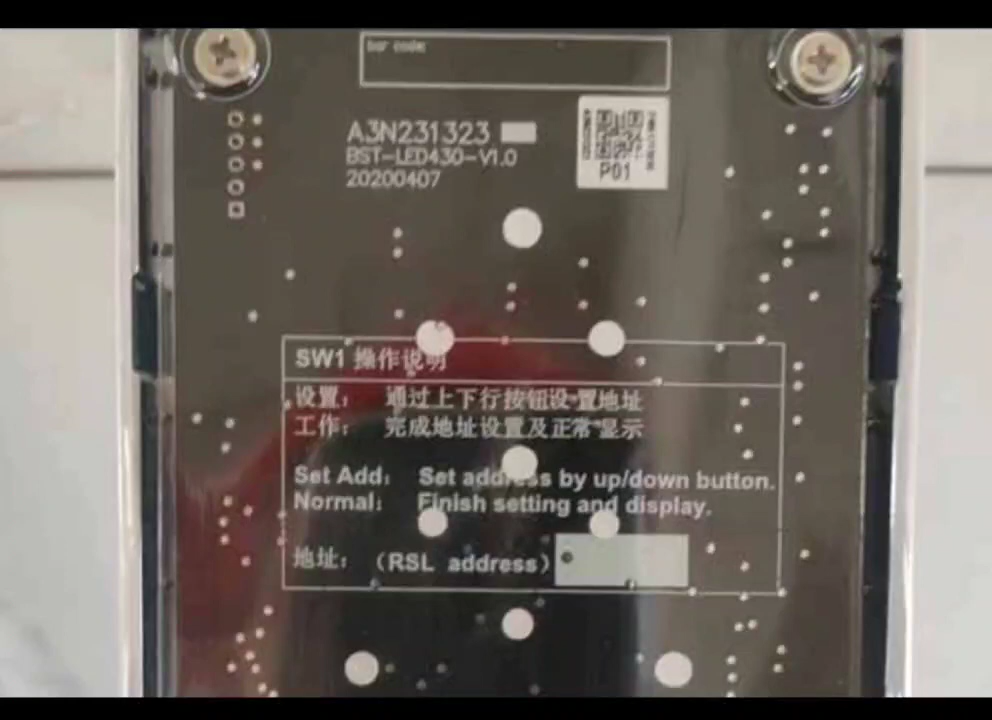 bar code:
A3N231323
BST-LED430-V1.0
20200407
P01
SW1 操作说明
设置： 通过上下行按钮设置地址
工作： 完成地址设置及正常显示
Set Add: Set address by up/down button.
Normal: Finish setting and display.
地址：（RSL address）